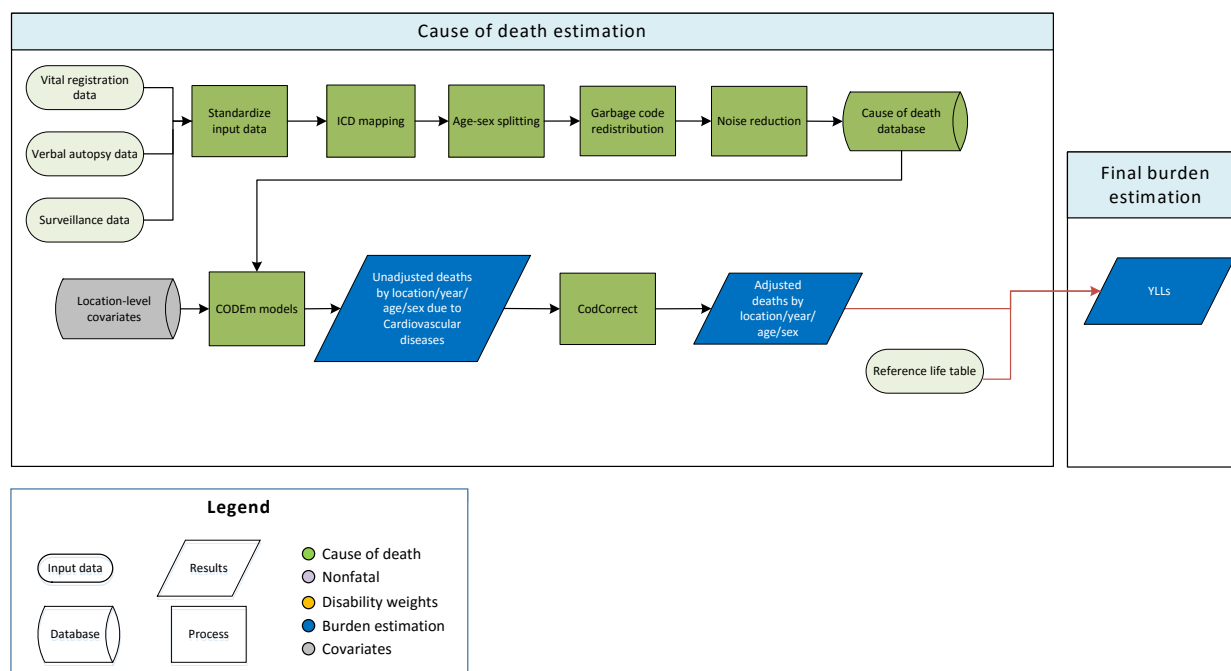 Cause of death estimation
Vital registration
data
Verbal autopsy data
Surveillance data
Standardize
input data
ICD mapping
Age-sex splitting
Garbage code
redistribution
Noise reduction
Cause of death
database
Location-level
covariates
CODEm models
Unadjusted deaths
by location/year/
age/sex due to
Cardiovascular
diseases
CodCorrect
Adjusted
deaths by
location/year/
age/sex
Reference life table
Final burden
estimation
YLLs
Legend
Input data
Results
Database
Process
Cause of death
Nonfatal
Disability weights
Burden estimation
Covariates